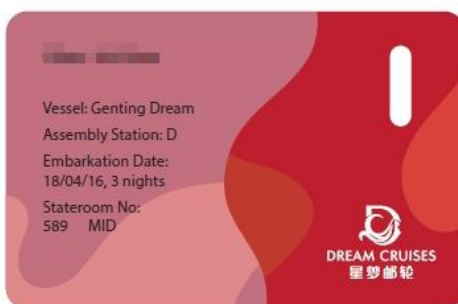 Vessel: Genting Dream
Assembly Station: D
Embarkation Date:
18/04/16, 3 nights
Stateroom No:
589 MID
DREAM CRUISES
星梦邮轮